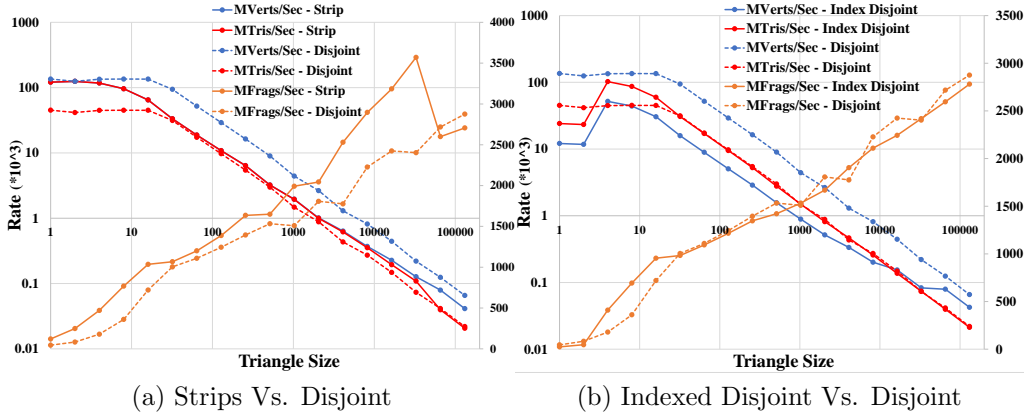 1000
100
10
1
0.1
0.01
Rate (*10^3)
1
10
100
1000
10000
100000
4000
3500
3000
2500
2000
1500
1000
500
0
MVerts/Sec - Strip
MTris/Sec - Strip
MVerts/Sec - Disjoint
MTris/Sec - Disjoint
MFrags/Sec - Strip
MFrags/Sec - Disjoint
Triangle Size
(a) Strips Vs. Disjoint
1000
100
10
1
0.1
0.01
Rate (*10^3)
1
10
100
1000
10000
100000
3500
3000
2500
2000
1500
1000
500
0
MVerts/Sec - Index Disjoint
MTris/Sec - Index Disjoint
MVerts/Sec - Disjoint
MTris/Sec - Disjoint
MFrags/Sec - Index Disjoint
MFrags/Sec - Disjoint
Triangle Size
(b) Indexed Disjoint Vs. Disjoint